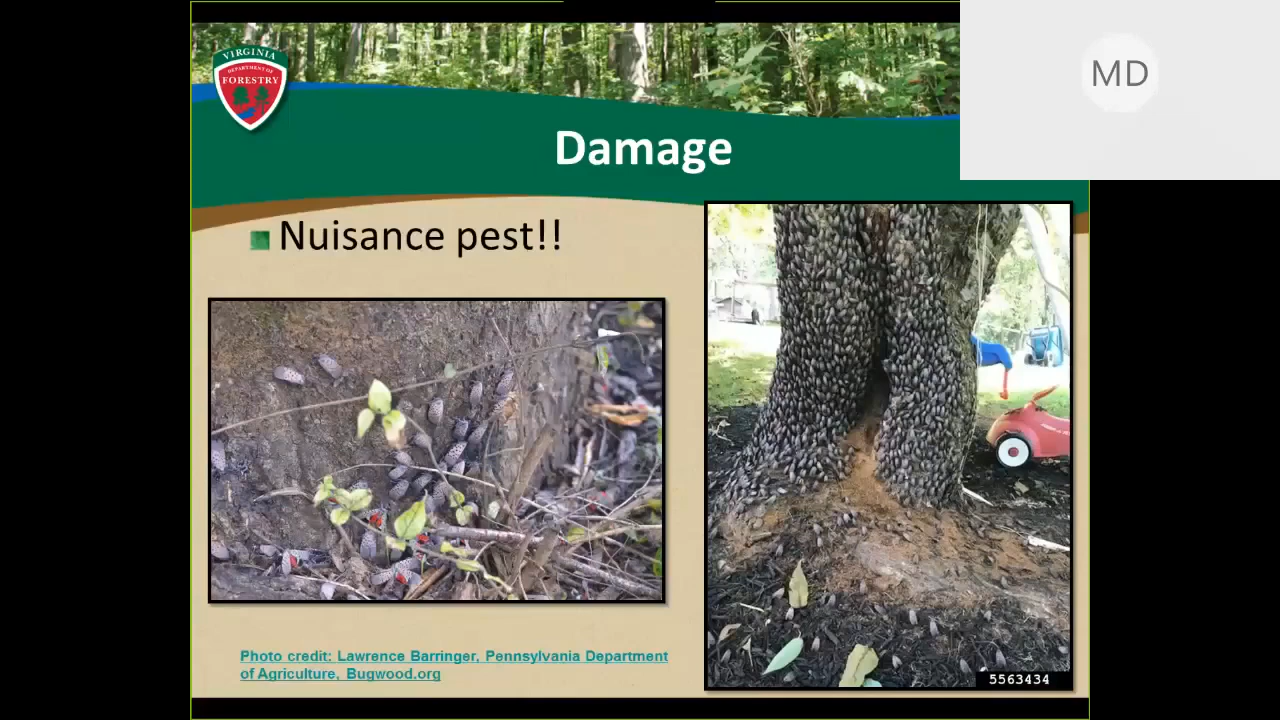 VIRGINIA
DEPARTMENT OF
FORESTRY
MD
Damage
Nuisance pest!!
Photo credit: Lawrence Barringer, Pennsylvania Department
of Agriculture, Bugwood.org
5563434